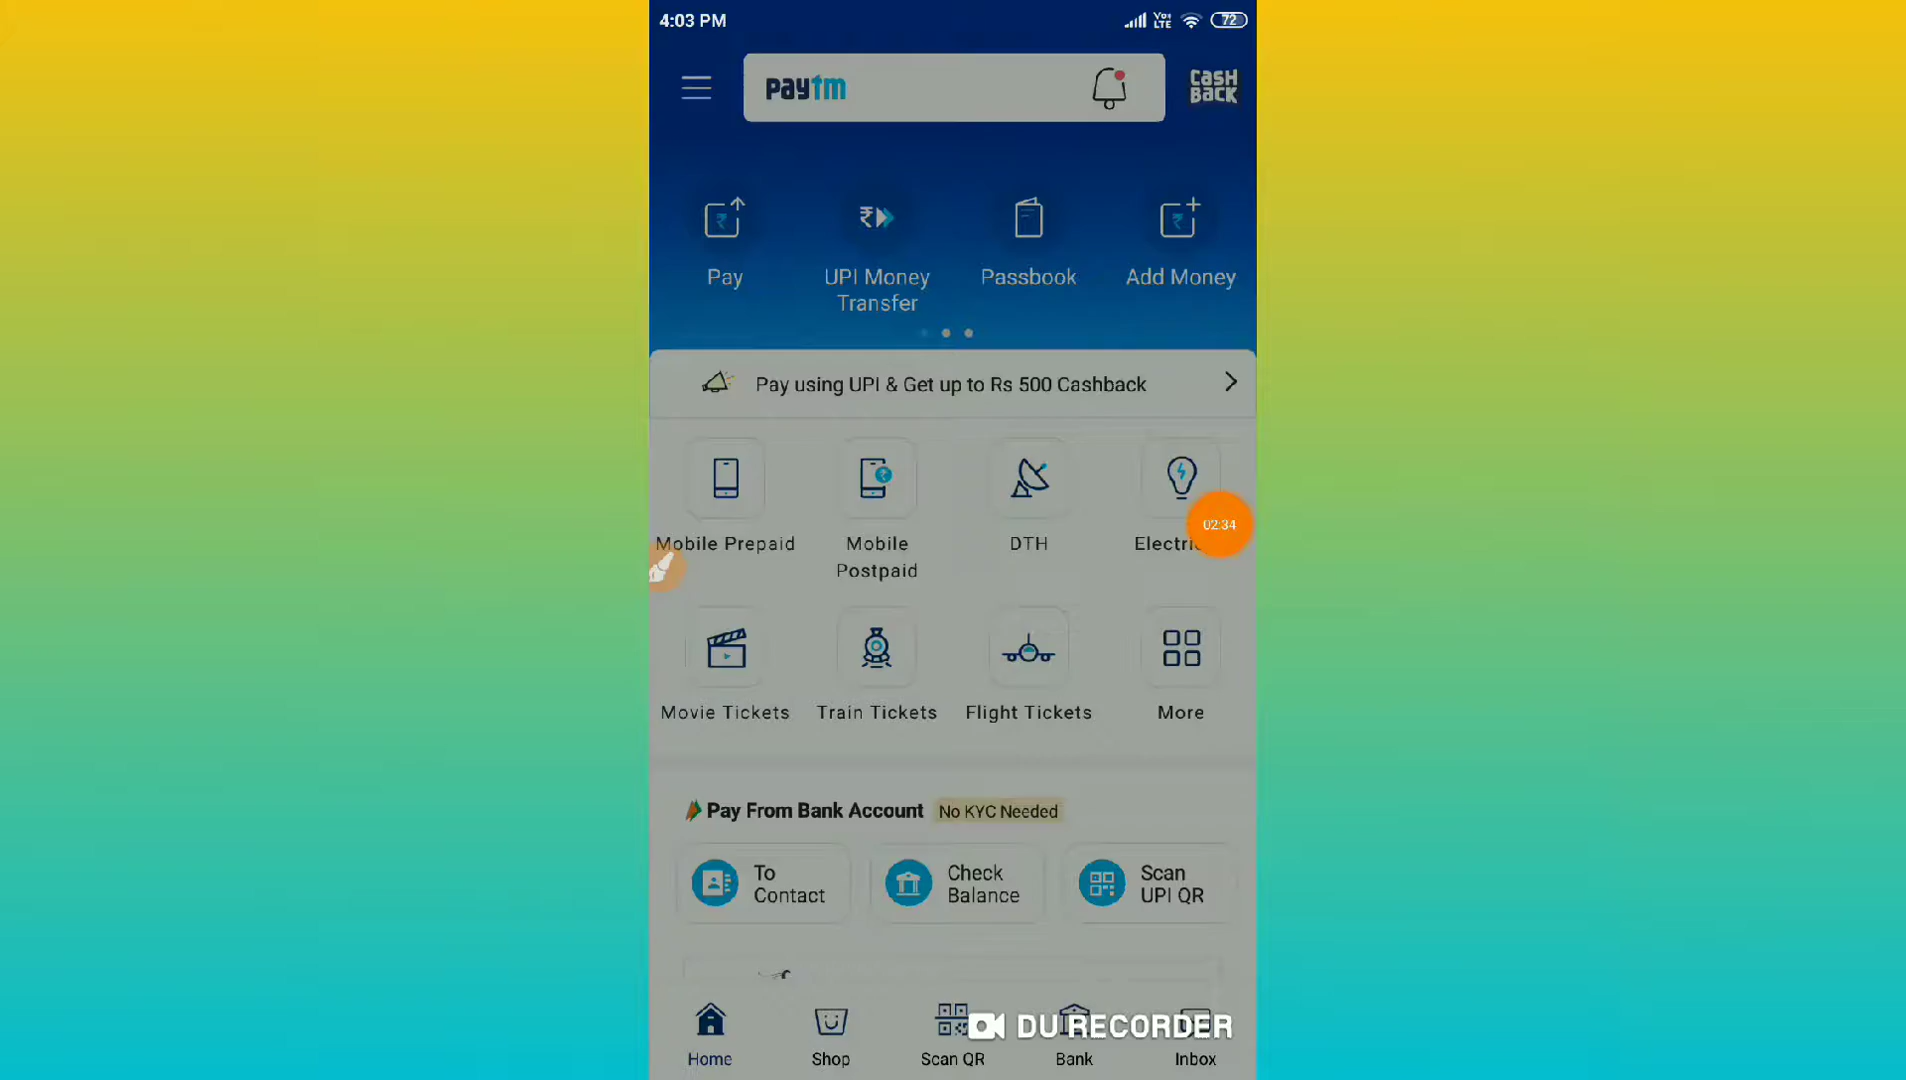 4:03 PM
Vo LTE
72
paytm
CASH
BACK
Pay
UPI Money
Transfer
Passbook
Add Money
Pay using UPI & Get up to Rs 500 Cashback
Mobile Prepaid
Mobile
Postpaid
DTH
Electri
02:34
Movie Tickets
Train Tickets
Flight Tickets
More
Pay From Bank Account
No KYC Needed
To
Contact
Check
Balance
Scan
UPI QR
DU RECORDER
Home
Shop
Scan QR
Bank
Inbox